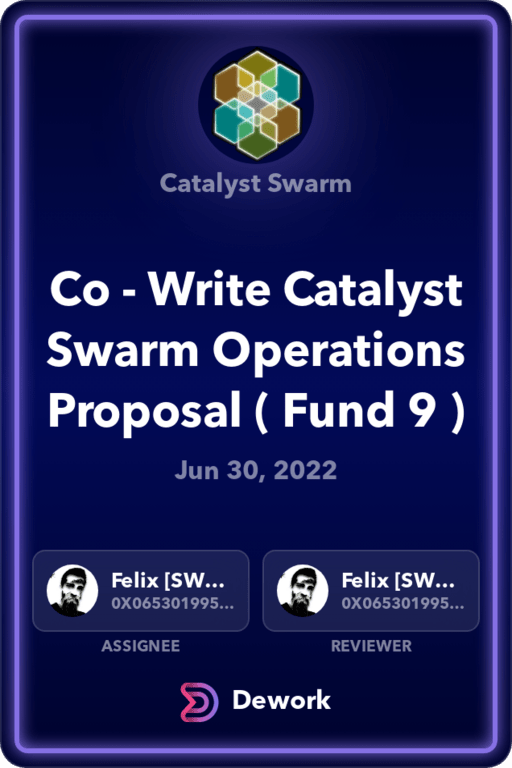 Catalyst Swarm
Co - Write Catalyst
Swarm Operations
Proposal ( Fund 9 )
Jun 30, 2022
Felix [SW...
0X065301995...
ASSIGNEE
Felix [SW...
0X065301995...
REVIEWER
Dework